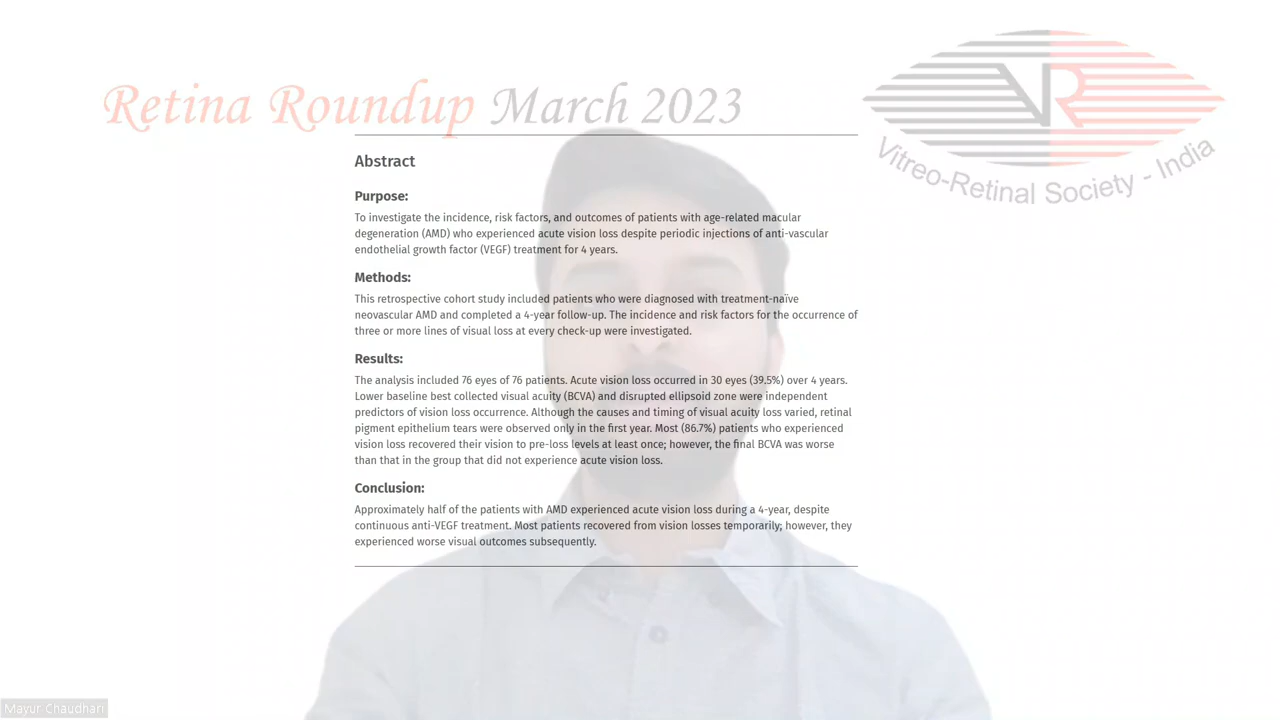 Retina Roundup March 2023
VR
Vitreo-Retinal Society - India
Abstract
Purpose:
To investigate the incidence, risk factors, and outcomes of patients with age-related macular
degeneration (AMD) who experienced acute vision loss despite periodic injections of anti-vascular
endothelial growth factor (VEGF) treatment for 4 years.
Methods:
This retrospective cohort study included patients who were diagnosed with treatment-naïve
neovascular AMD and completed a 4-year follow-up. The incidence and risk factors for the occurrence of
three or more lines of visual loss at every check-up were investigated.
Results:
The analysis included 76 eyes of 76 patients. Acute vision loss occurred in 30 eyes (39.5%) over 4 years.
Lower baseline best collected visual acuity (BCVA) and disrupted ellipsoid zone were independent
predictors of vision loss occurrence. Although the causes and timing of visual acuity loss varied, retinal
pigment epithelium tears were observed only in the first year. Most (86.7%) patients who experienced
vision loss recovered their vision to pre-loss levels at least once; however, the final BCVA was worse
than that in the group that did not experience acute vision loss.
Conclusion:
Approximately half of the patients with AMD experienced acute vision loss during a 4-year, despite
continuous anti-VEGF treatment. Most patients recovered from vision losses temporarily; however, they
experienced worse visual outcomes subsequently.
Mayur Chaudhari